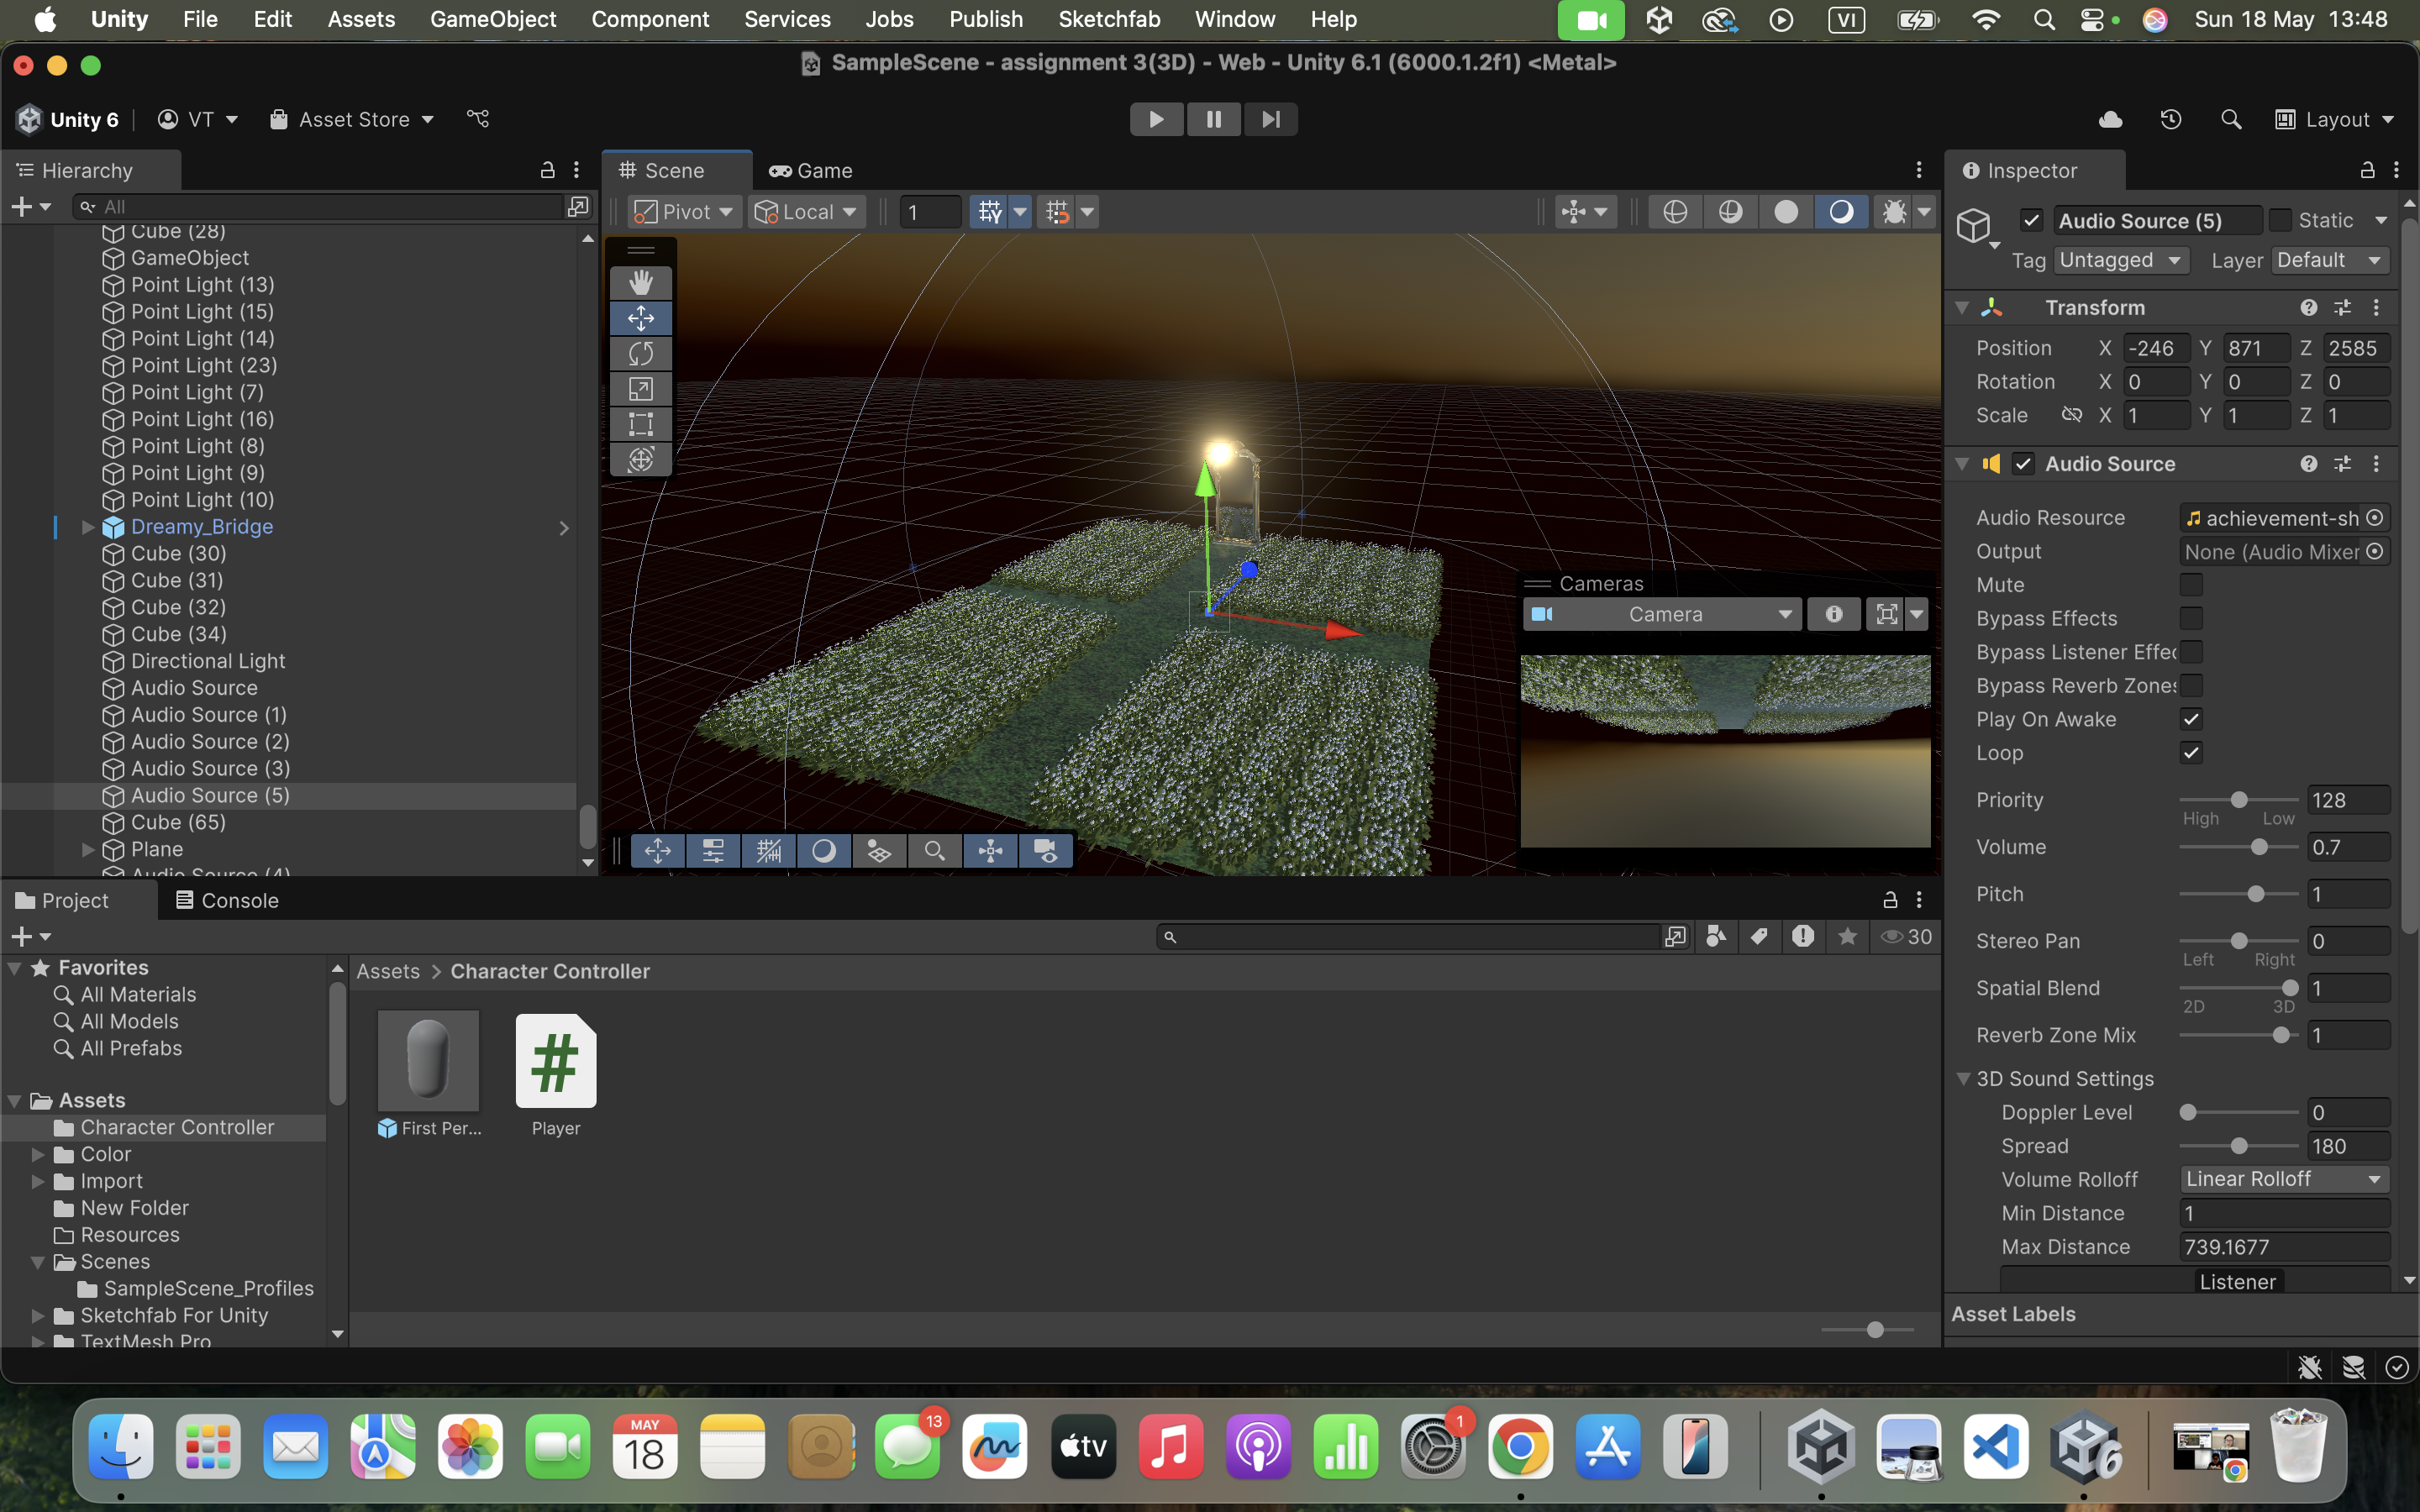 Unity File Edit Assets GameObject Component Services Jobs Publish Sketchfab Window Help VI Sun 18 May 13:48
SampleScene - assignment 3(3D) - Web - Unity 6.1 (6000.1.2f1) <Metal>
Unity 6 VT Asset Store Layout
Hierarchy
All
Cube (28)
GameObject
Point Light (13)
Point Light (15)
Point Light (14)
Point Light (23)
Point Light (7)
Point Light (16)
Point Light (8)
Point Light (9)
Point Light (10)
Dreamy_Bridge
Cube (30)
Cube (31)
Cube (32)
Cube (34)
Directional Light
Audio Source
Audio Source (1)
Audio Source (2)
Audio Source (3)
Audio Source (5)
Cube (65)
Plane
Audio Source (4)
Scene Game
Pivot Local 1
Cameras
Camera
Inspector
Audio Source (5) Static
Tag Untagged Layer Default
Transform
Position X -246 Y 871 Z 2585
Rotation X 0 Y 0 Z 0
Scale X 1 Y 1 Z 1
Audio Source
Audio Resource achievement-sh
Output None (Audio Mixer
Mute
Bypass Effects
Bypass Listener Effec
Bypass Reverb Zones
Play On Awake
Loop
Priority 128
High Low
Volume 0.7
Pitch 1
Stereo Pan 0
Left Right
Spatial Blend 1
2D 3D
Reverb Zone Mix 1
3D Sound Settings
Doppler Level 0
Spread 180
Volume Rolloff Linear Rolloff
Min Distance 1
Max Distance 739.1677
Listener
Asset Labels
Project Console
30
Favorites
All Materials
All Models
All Prefabs
Assets
Character Controller
Color
Import
New Folder
Resources
Scenes
SampleScene_Profiles
Sketchfab For Unity
TextMesh Pro
Assets > Character Controller
#
First Per...
Player
MAY
18
13
tv
1
6